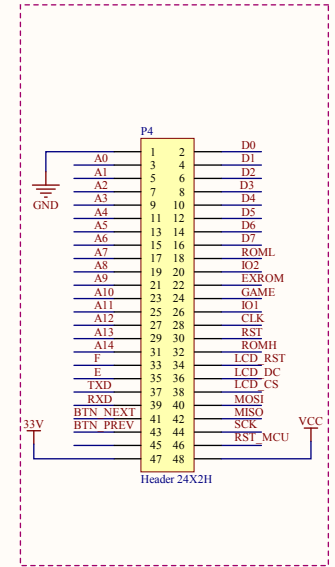 P4
1 2 D0
A0 3 4 D1
A1 5 6 D2
A2 7 8 D3
A3 9 10 D4
A4 11 12 D5
A5 13 14 D6
A6 15 16 D7
A7 17 18 ROML
A8 19 20 IO2
A9 21 22 EXROM
A10 23 24 GAME
A11 25 26 IO1
A12 27 28 CLK
A13 29 30 RST
A14 31 32 ROMH
F 33 34 LCD_RST
E 35 36 LCD_DC
TXD 37 38 LCD_CS
RXD 39 40 MOSI
BTN_NEXT 41 42 MISO
BTN_PREV 43 44 SCK
45 46 RST_MCU
47 48
GND
33V
VCC
Header 24X2H